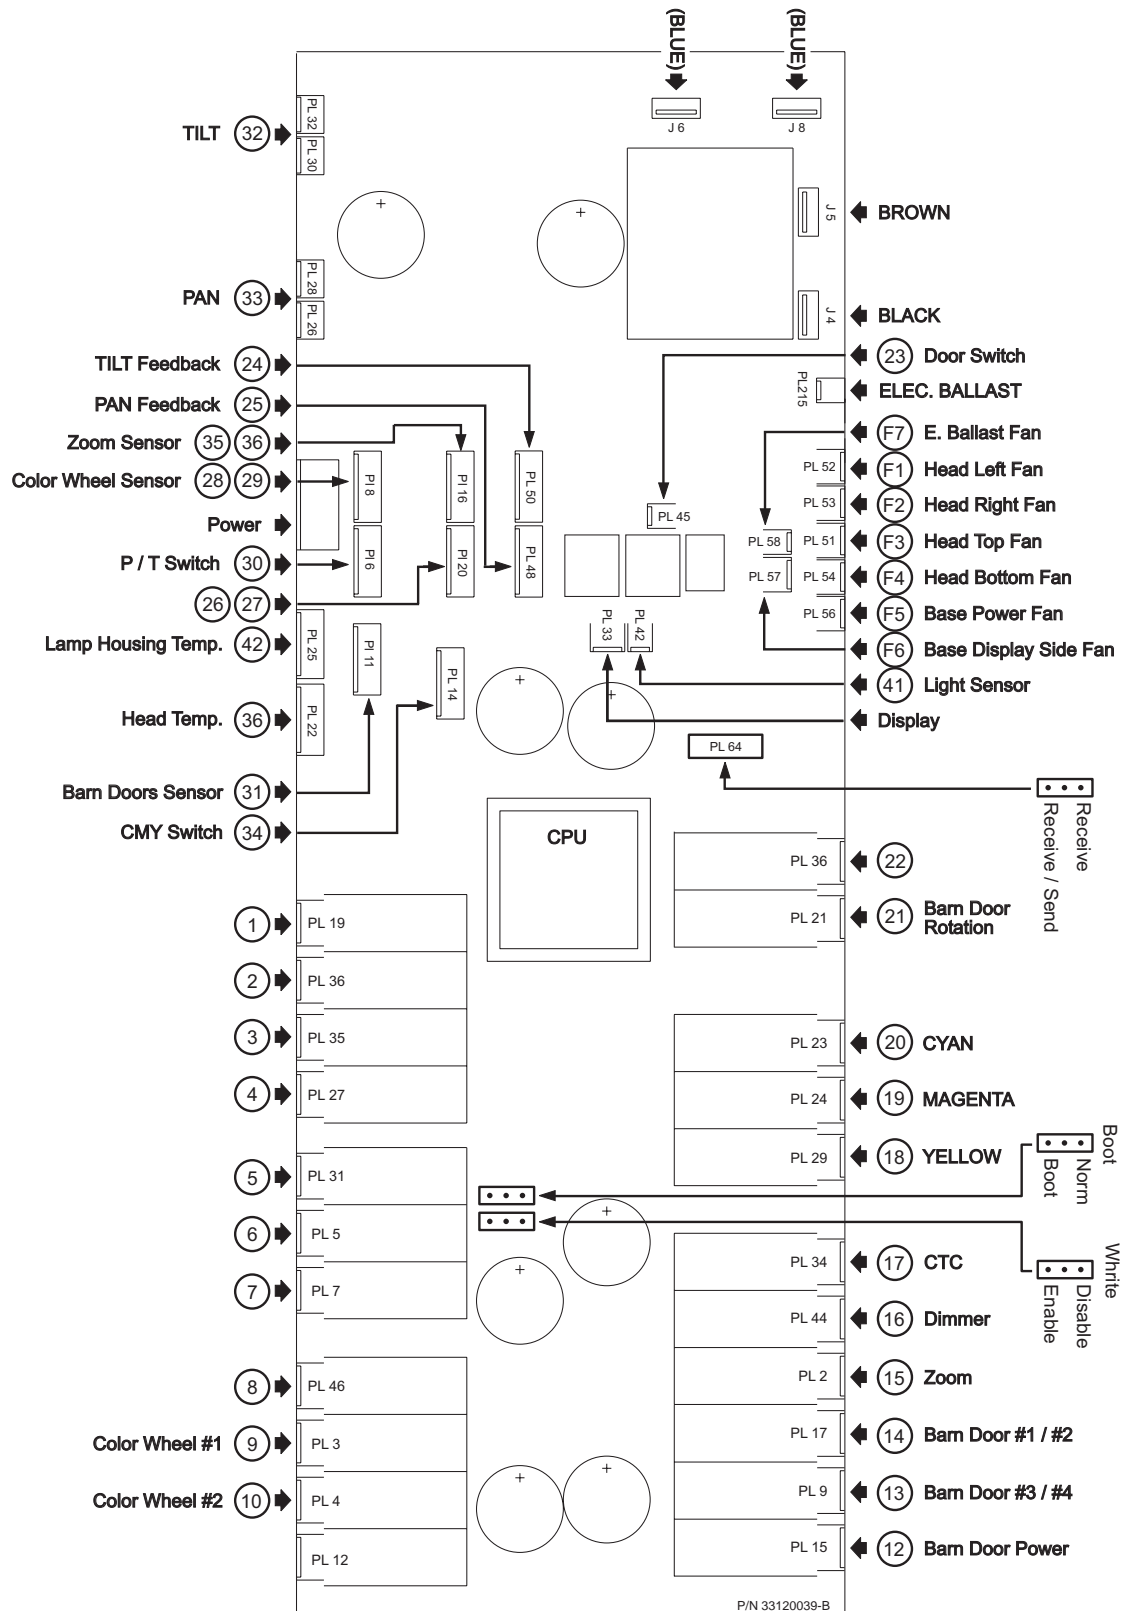 (BLUE)
(BLUE)
J 6
J 8
PL 32
PL 30
TILT 32
J 5
BROWN
PAN 33
PL 28
PL 26
J 4
BLACK
TILT Feedback 24
23 Door Switch
PL215
ELEC. BALLAST
PAN Feedback 25
Zoom Sensor 35 36
F7 E. Ballast Fan
Color Wheel Sensor 28 29
PI 8
PI 16
PL 50
PL 52
F1 Head Left Fan
Power
PL 45
PL 53
F2 Head Right Fan
PL 58
PL 51
F3 Head Top Fan
P / T Switch 30
PI 6
PI 20
PL 48
PL 57
PL 54
F4 Head Bottom Fan
26 27
PL 56
F5 Base Power Fan
Lamp Housing Temp. 42
PL 25
PI 11
PL 14
PL 33
PL 42
F6 Base Display Side Fan
41 Light Sensor
Head Temp. 36
PL 22
Display
PL 64
Receive
Receive / Send
Barn Doors Sensor 31
CMY Switch 34
CPU
PL 36
22
PL 21
21 Barn Door
Rotation
1 PL 19
2 PL 36
3 PL 35
4 PL 27
PL 23
20 CYAN
PL 24
19 MAGENTA
PL 29
18 YELLOW
Boot
Norm
Boot
5 PL 31
6 PL 5
7 PL 7
Whrite
Disable
Enable
PL 34
17 CTC
PL 44
16 Dimmer
8 PL 46
PL 2
15 Zoom
Color Wheel #1 9 PL 3
PL 17
14 Barn Door #1 / #2
Color Wheel #2 10 PL 4
PL 9
13 Barn Door #3 / #4
PL 12
PL 15
12 Barn Door Power
P/N 33120039-B